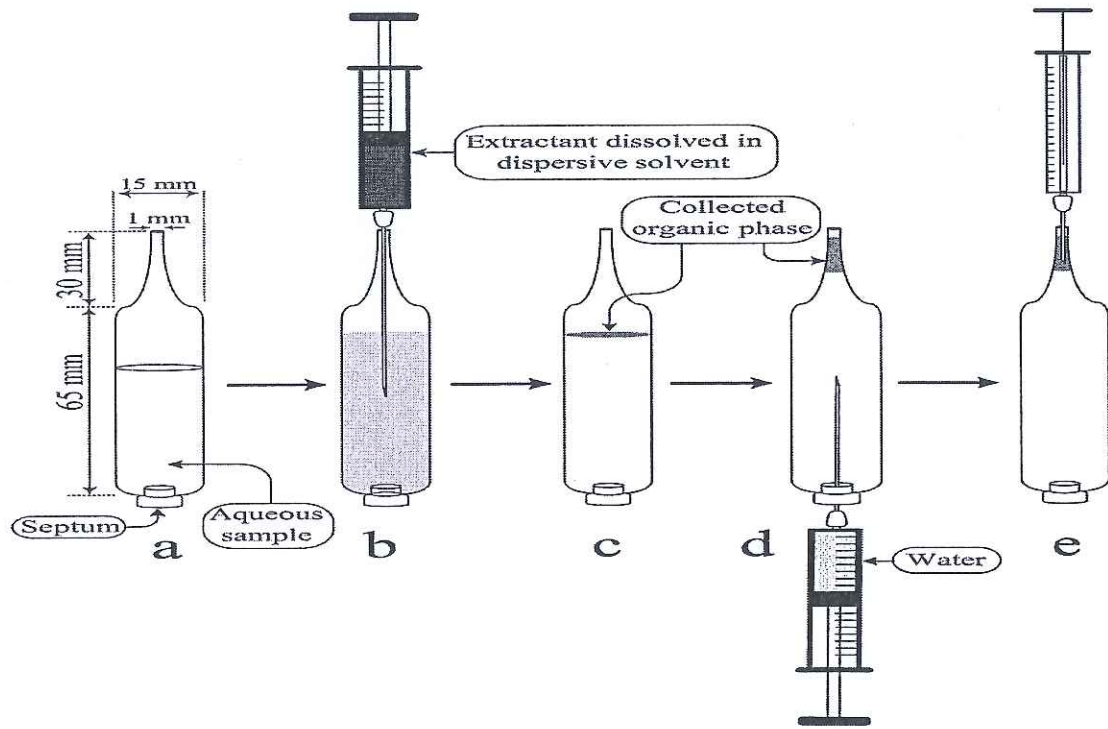 Extractant dissolved in
dispersive solvent
15 mm
1 mm
Collected
organic phase
30 mm
65 mm
Septum
Aqueous
sample
a
b
c
d
e
Water